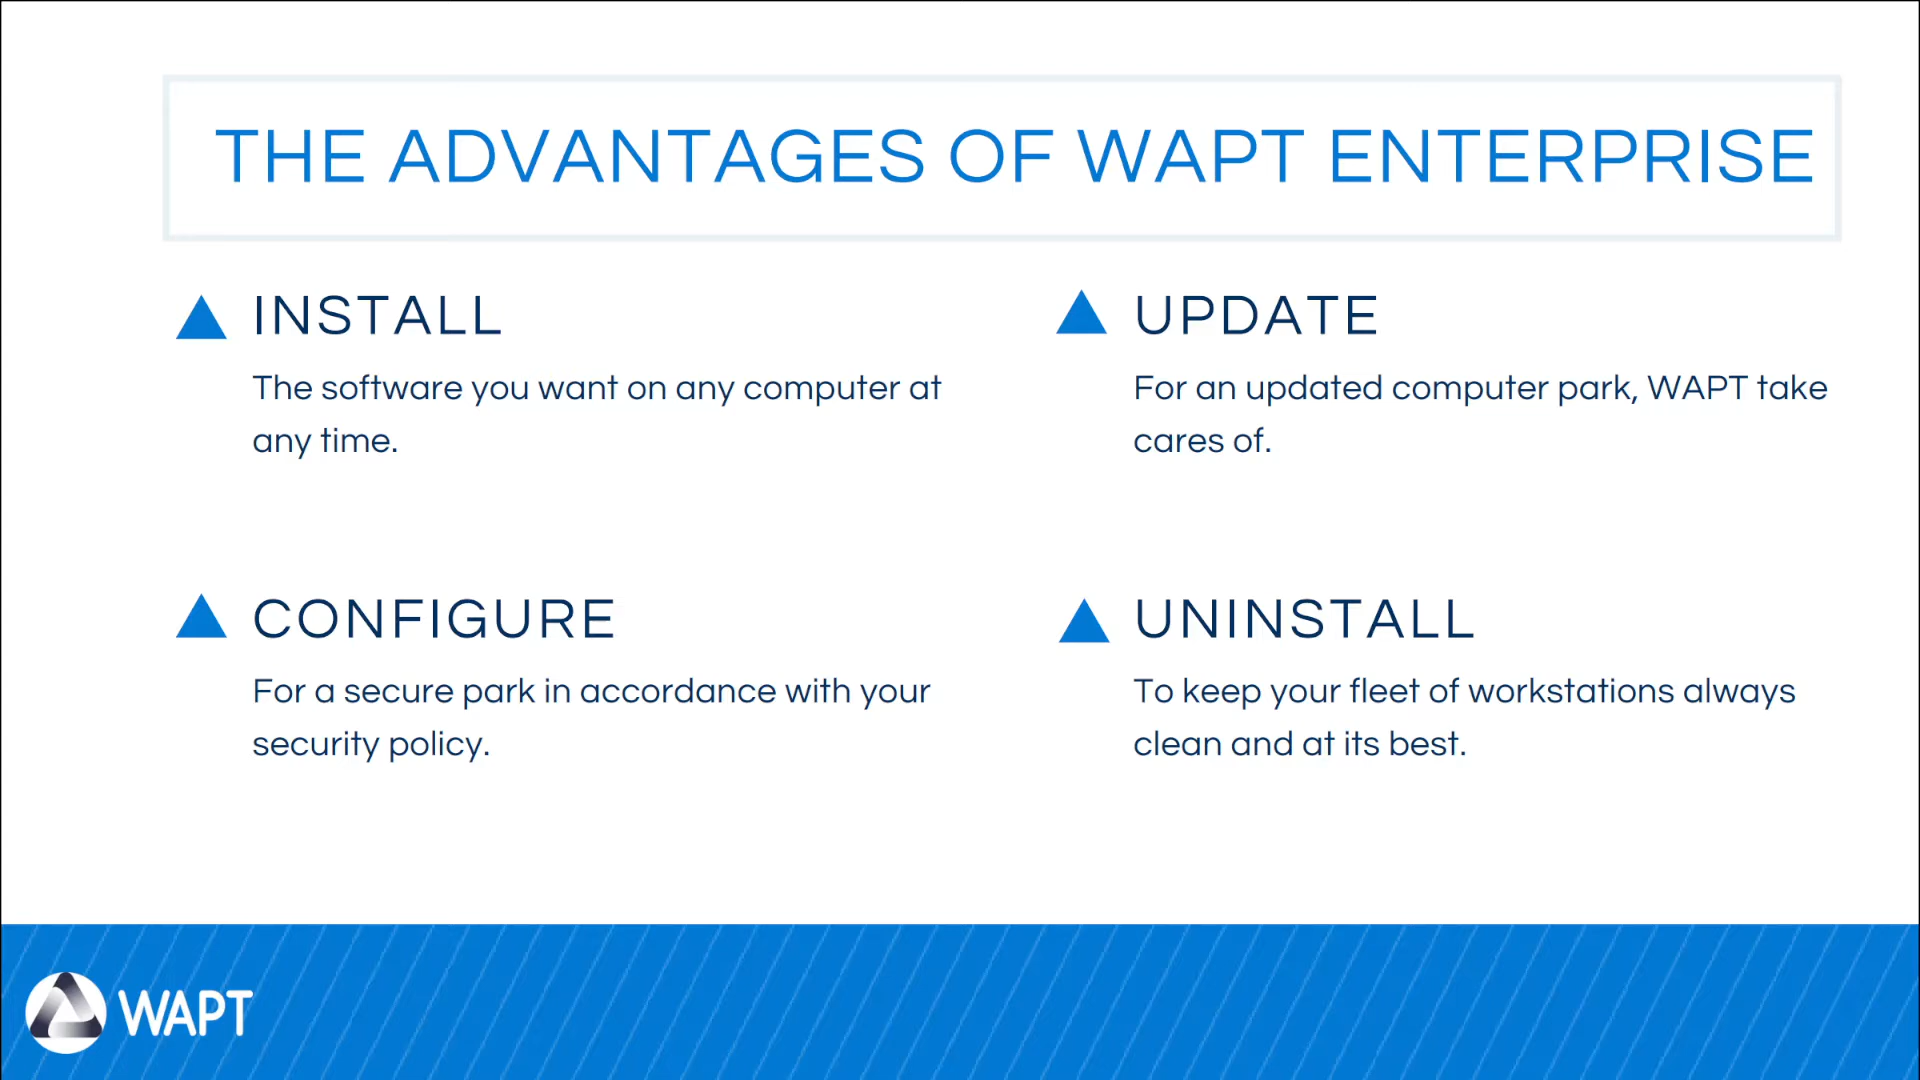 THE ADVANTAGES OF WAPT ENTERPRISE
INSTALL
The software you want on any computer at
any time.
UPDATE
For an updated computer park, WAPT take
cares of.
CONFIGURE
For a secure park in accordance with your
security policy.
UNINSTALL
To keep your fleet of workstations always
clean and at its best.
WAPT